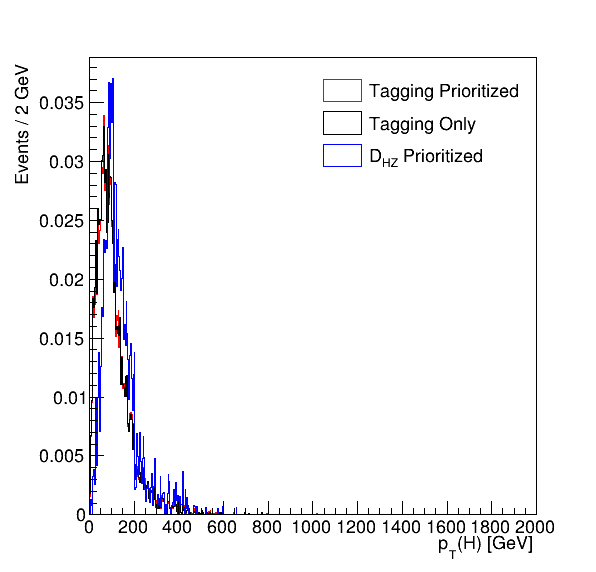 Events / 2 GeV
Tagging Prioritized
Tagging Only
D_HZ Prioritized
0.035
0.03
0.025
0.02
0.015
0.01
0.005
0
0 200 400 600 800 1000 1200 1400 1600 1800 2000
p_T(H) [GeV]